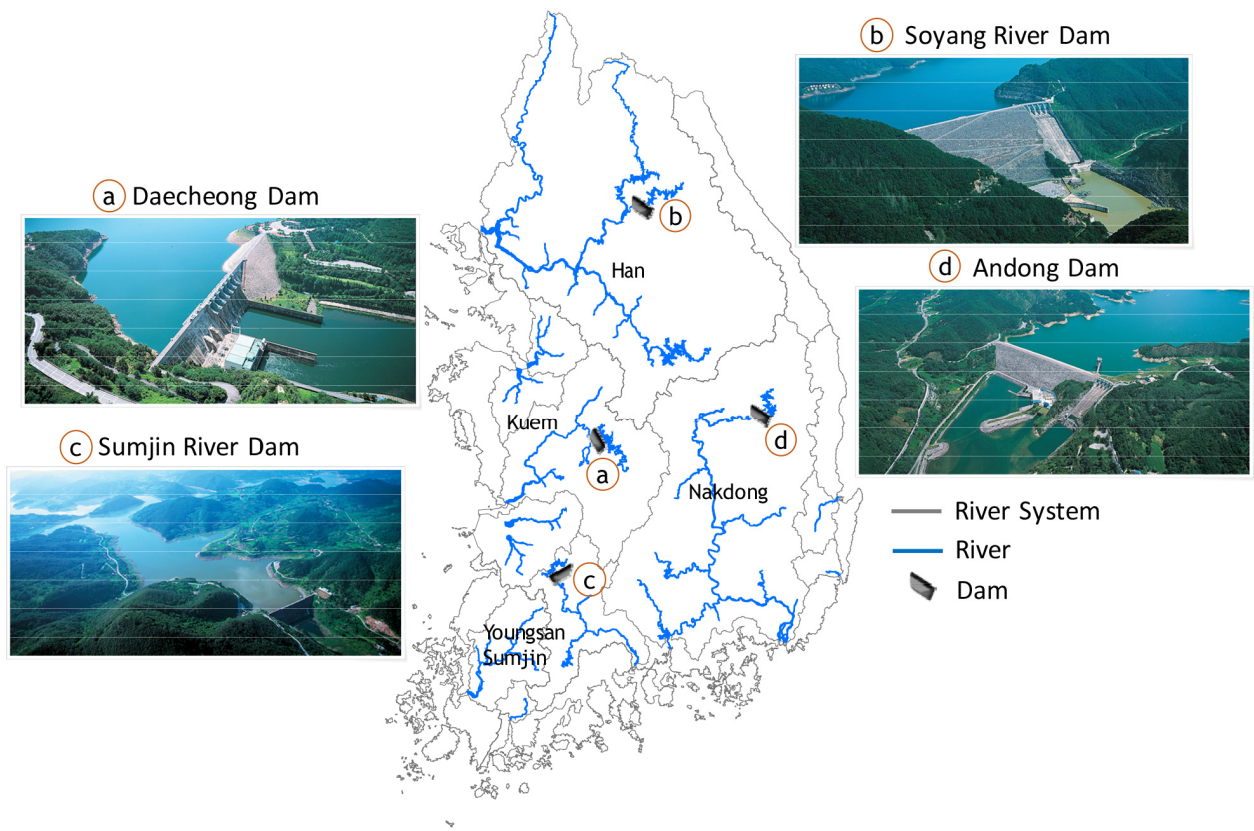 b Soyang River Dam
a Daecheong Dam
d Andong Dam
c Sumjin River Dam
b
Han
Kuem
a
d
Nakdong
c
Youngsan
Sumjin
River System
River
Dam